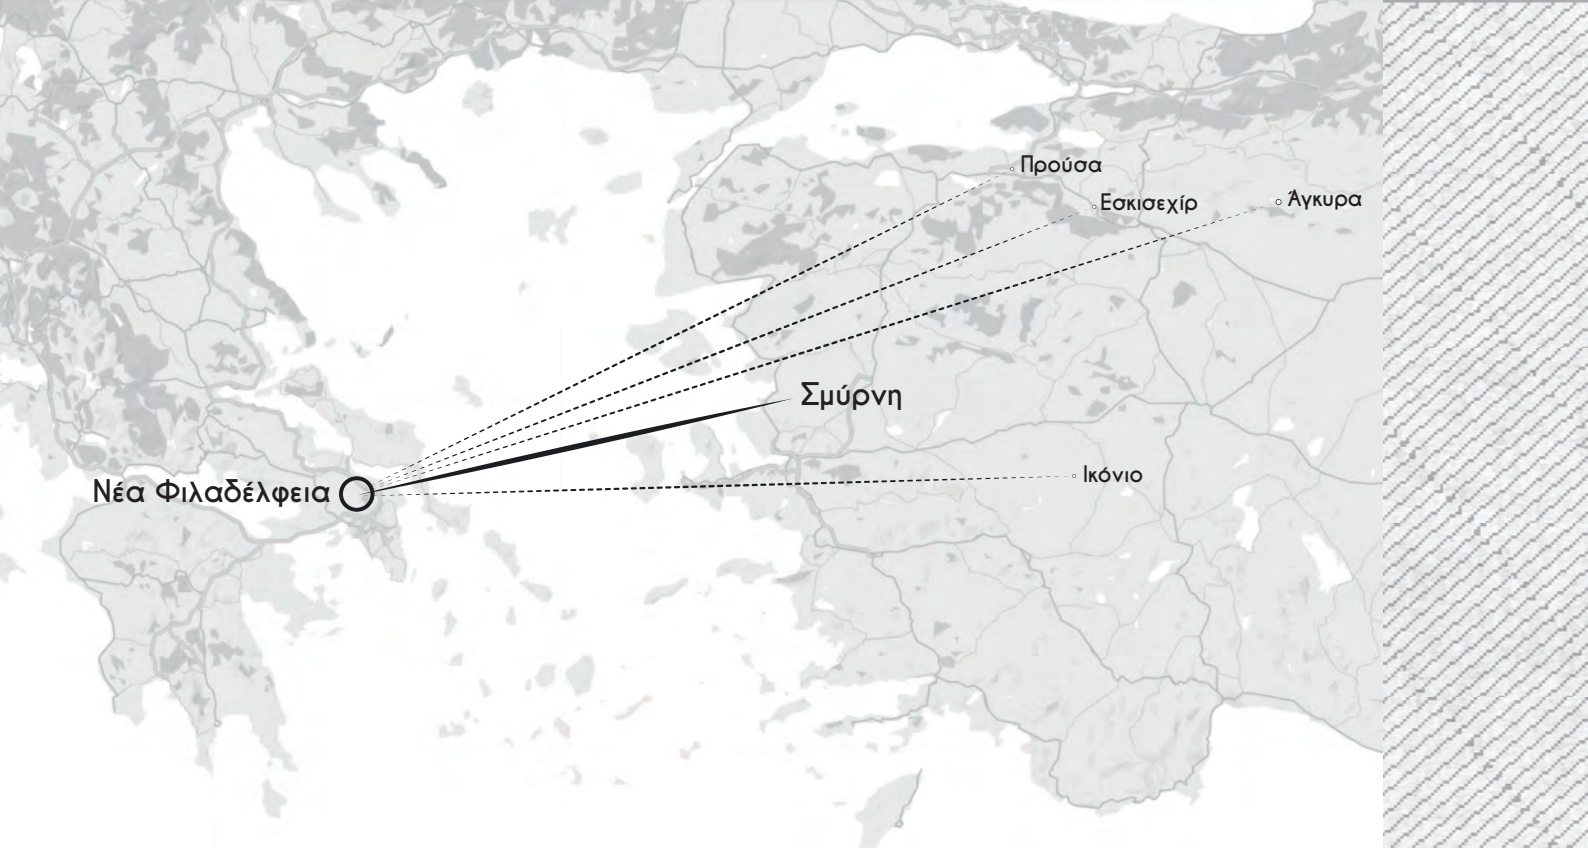 Προύσα
Εσκισεχίρ
Άγκυρα
Σμύρνη
Ικόνιο
Νέα Φιλαδέλφεια